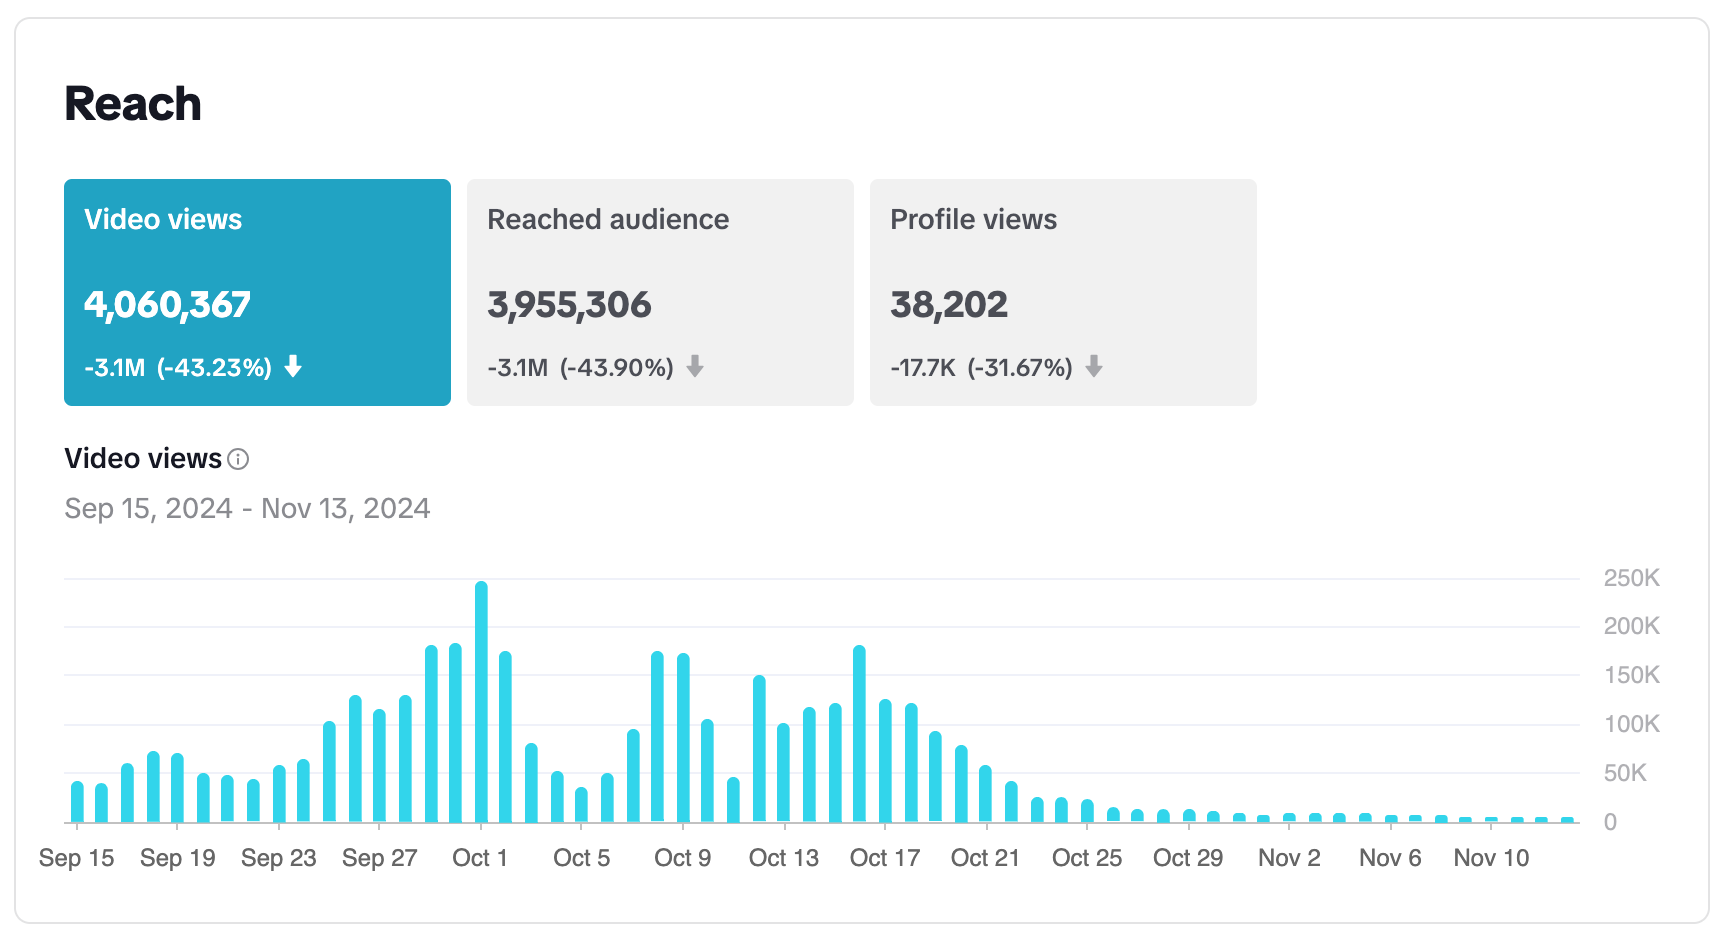 Reach
Video views
4,060,367
-3.1M (-43.23%)
Reached audience
3,955,306
-3.1M (-43.90%)
Profile views
38,202
-17.7K (-31.67%)
Video views
Sep 15, 2024 - Nov 13, 2024
250K
200K
150K
100K
50K
0
Sep 15 Sep 19 Sep 23 Sep 27 Oct 1 Oct 5 Oct 9 Oct 13 Oct 17 Oct 21 Oct 25 Oct 29 Nov 2 Nov 6 Nov 10